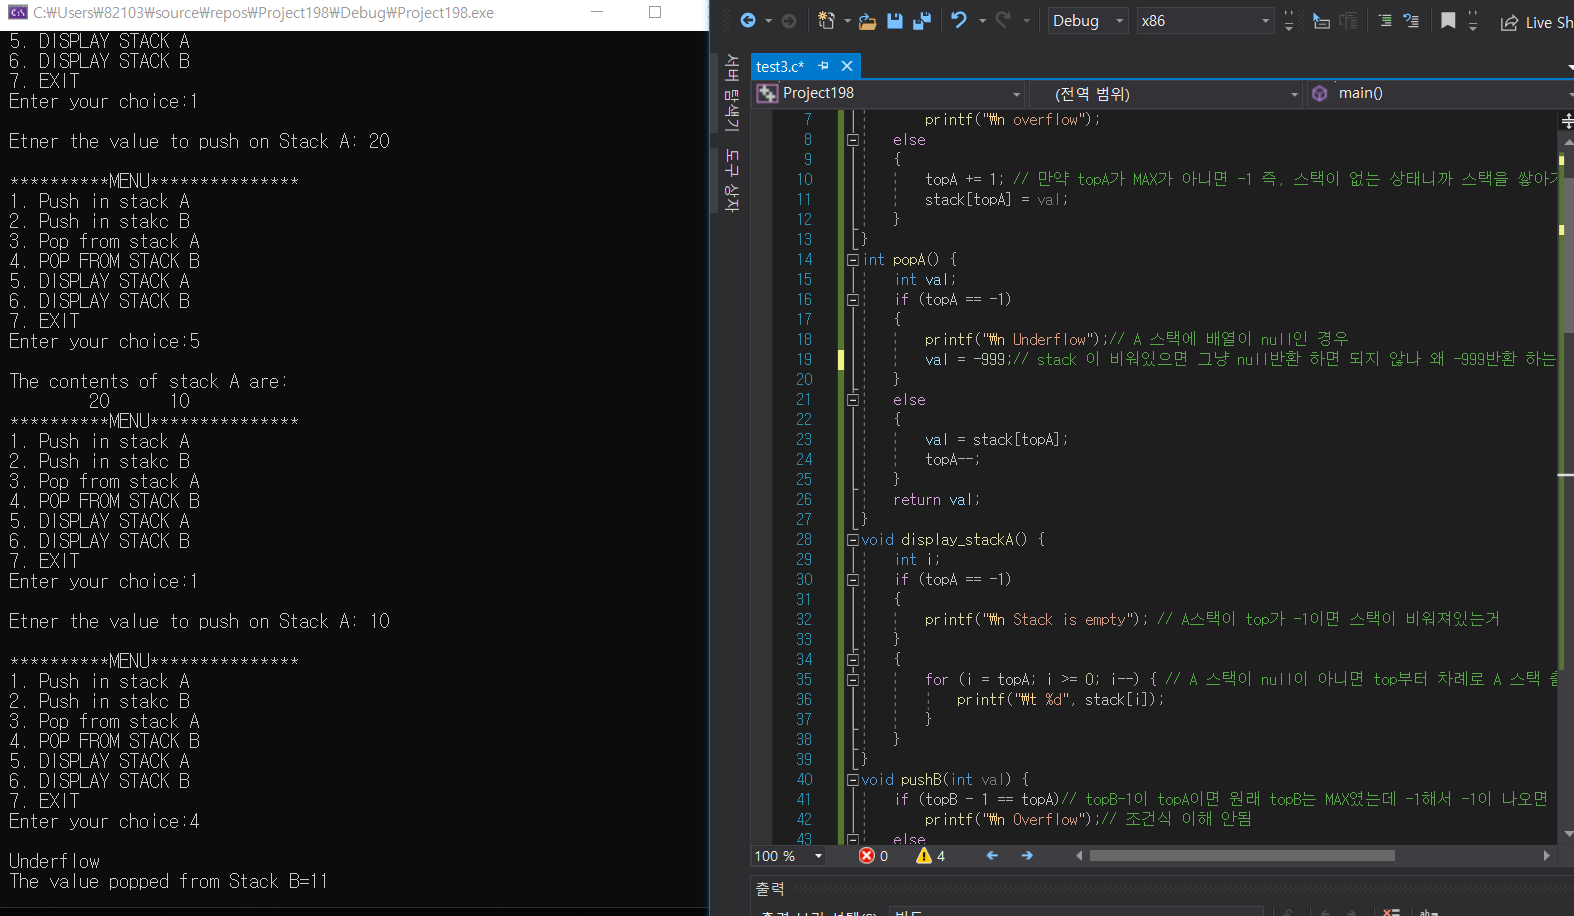 C:₩Users₩82103₩source₩repos₩Project198₩Debug₩Project198.exe
5. DISPLAY STACK A
6. DISPLAY STACK B
7. EXIT
Enter your choice:1
Etner the value to push on Stack A: 20
**********MENU***************
1. Push in stack A
2. Push in stakc B
3. Pop from stack A
4. POP FROM STACK B
5. DISPLAY STACK A
6. DISPLAY STACK B
7. EXIT
Enter your choice:5
The contents of stack A are:
20 10
**********MENU***************
1. Push in stack A
2. Push in stakc B
3. Pop from stack A
4. POP FROM STACK B
5. DISPLAY STACK A
6. DISPLAY STACK B
7. EXIT
Enter your choice:1
Etner the value to push on Stack A: 10
**********MENU***************
1. Push in stack A
2. Push in stakc B
3. Pop from stack A
4. POP FROM STACK B
5. DISPLAY STACK A
6. DISPLAY STACK B
7. EXIT
Enter your choice:4
Underflow
The value popped from Stack B=11
Debug x86 Live Sh
서버 탐색기
도구 상자
test3.c*
Project198 (전역 범위) main()
7 printf("₩n overflow");
8 else
9 {
10 topA += 1; // 만약 topA가 MAX가 아니면 -1 즉, 스택이 없는 상태니까 스택을
11 stack[topA] = val;
12 }
13 }
14 int popA() {
15 int val;
16 if (topA == -1)
17 {
18 printf("₩n Underflow");// A 스택에 배열이 null인 경우
19 val = -999;// stack 이 비워있으면 그냥 null반환 하면 되지 않나 왜 -999반환 하는
20 }
21 else
22 {
23 val = stack[topA];
24 topA--;
25 }
26 return val;
27 }
28 void display_stackA() {
29 int i;
30 if (topA == -1)
31 {
32 printf("₩n Stack is empty"); // A스택이 top가 -1이면 스택이 비워져있는거
33 }
34 {
35 for (i = topA; i >= 0; i--) { // A 스택이 null이 아니면 top부터 차례로 A 스택
36 printf("₩t %d", stack[i]);
37 }
38 }
39 }
40 void pushB(int val) {
41 if (topB - 1 == topA)// topB-1이 topA이면 원래 topB는 MAX였는데 -1해서 -1이 나오면
42 printf("₩n Overflow");// 조건식 이해 안됨
43 else
100 % 0 4
출력